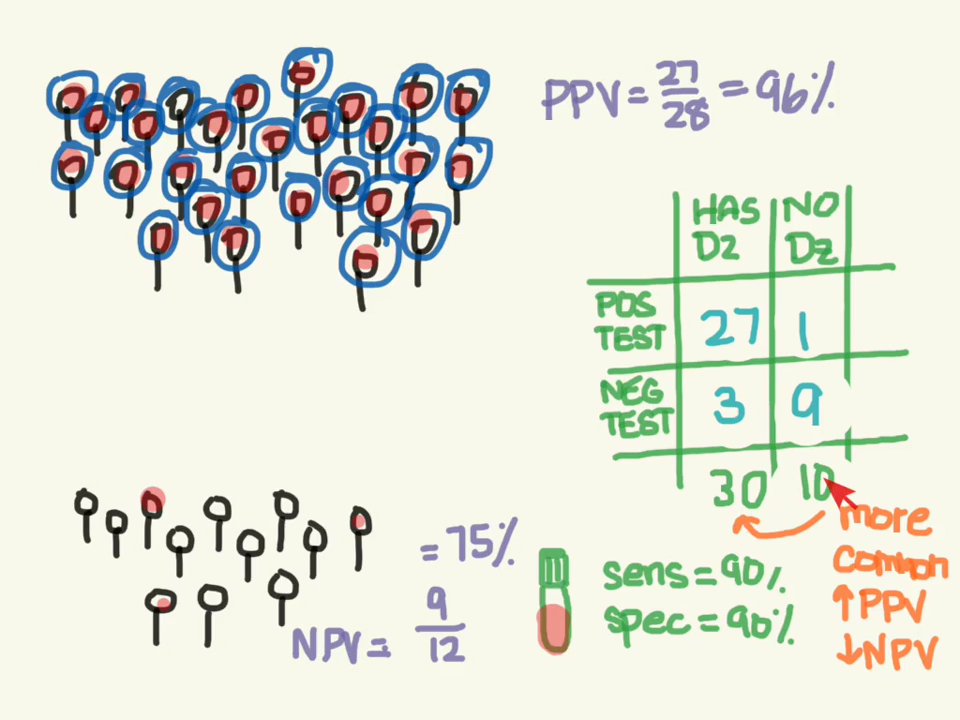 PPV = 27/28 = 96%
HAS Dz
NO Dz
POS TEST
27
1
NEG TEST
3
9
30
10
more
common
↑PPV
↓NPV
sens = 90%
spec = 90%
NPV = 9/12
= 75%